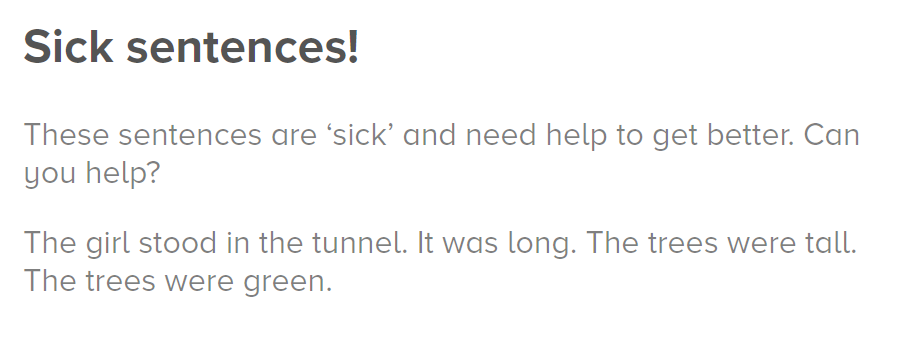 Sick sentences!
These sentences are ‘sick’ and need help to get better. Can
you help?
The girl stood in the tunnel. It was long. The trees were tall.
The trees were green.